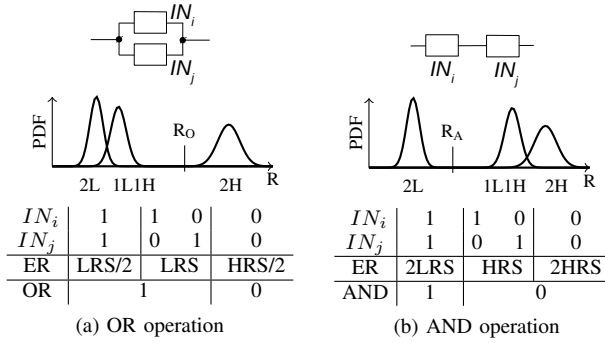 IN_i
IN_j
PDF
R_O
2L 1L1H 2H R
IN_i 1 1 0 0
IN_j 1 0 1 0
ER LRS/2 LRS HRS/2
OR 1 0
(a) OR operation
IN_i IN_j
PDF
R_A
2L 1L1H 2H R
IN_i 1 1 0 0
IN_j 1 0 1 0
ER 2LRS HRS 2HRS
AND 1 0
(b) AND operation